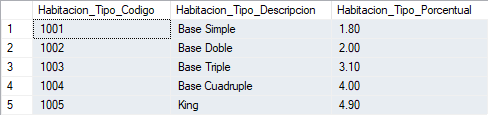 Habitacion_Tipo_Codigo Habitacion_Tipo_Descripcion Habitacion_Tipo_Porcentual
1 1001 Base Simple 1.80
2 1002 Base Doble 2.00
3 1003 Base Triple 3.10
4 1004 Base Cuadruple 4.00
5 1005 King 4.90